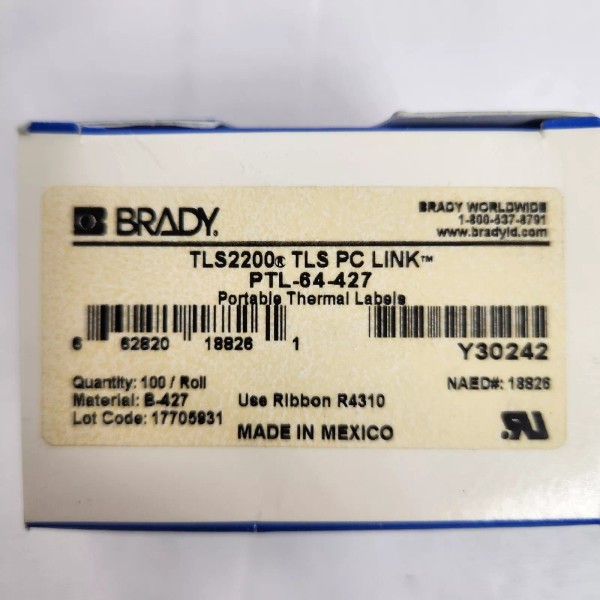 BRADY.
BRADY WORLDWIDE
1-800-537-8791
www.bradyid.com
TLS2200® TLS PC LINK™
PTL-64-427
Portable Thermal Labels
6 62820 18826 1
Y30242
Quantity: 100 / Roll
NAED#: 18826
Material: B-427
Use Ribbon R4310
Lot Code: 17705931
MADE IN MEXICO